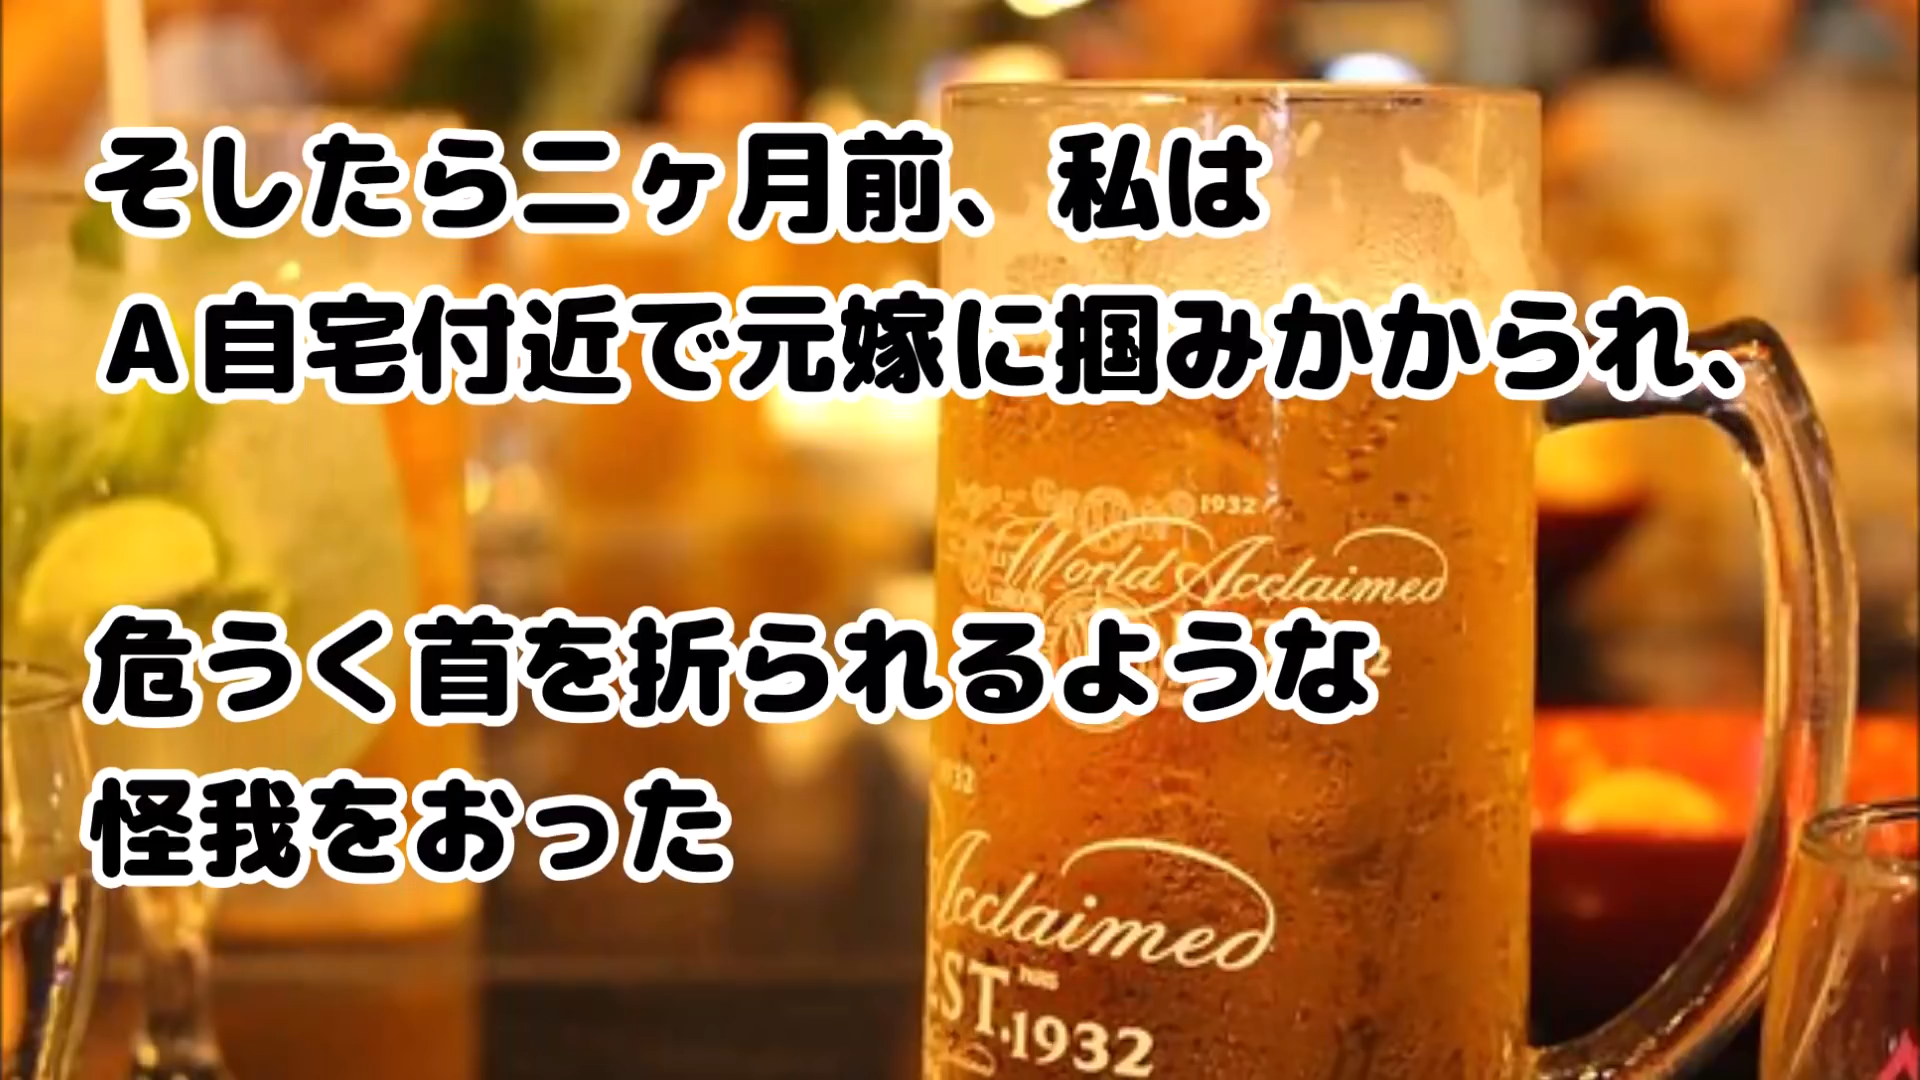 そしたら二ヶ月前、私は
Ａ自宅付近で元嫁に掴みかかられ、
1932
World Acclaimed
危うく首を折られるような
怪我をおった
Acclaimed
EST.1932